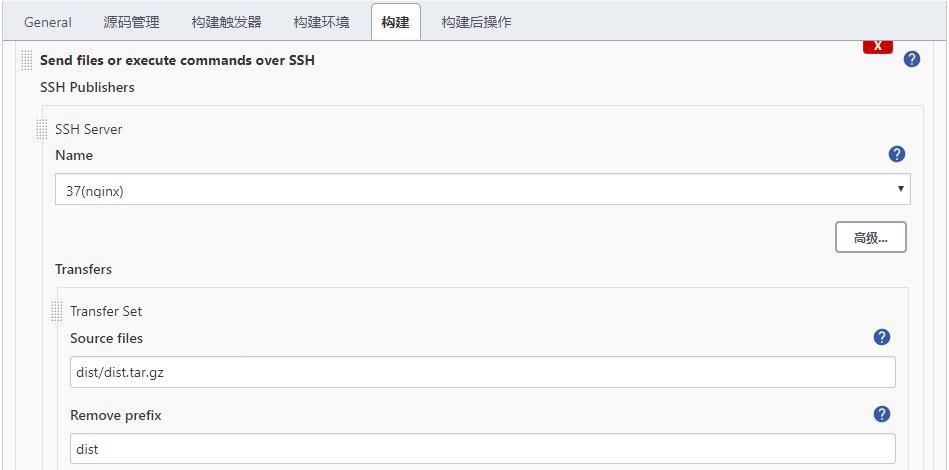 General 源码管理 构建触发器 构建环境 构建 构建后操作
X
Send files or execute commands over SSH ?
SSH Publishers
SSH Server
Name ?
37(nginx)
高级...
Transfers
Transfer Set
Source files ?
dist/dist.tar.gz
Remove prefix ?
dist